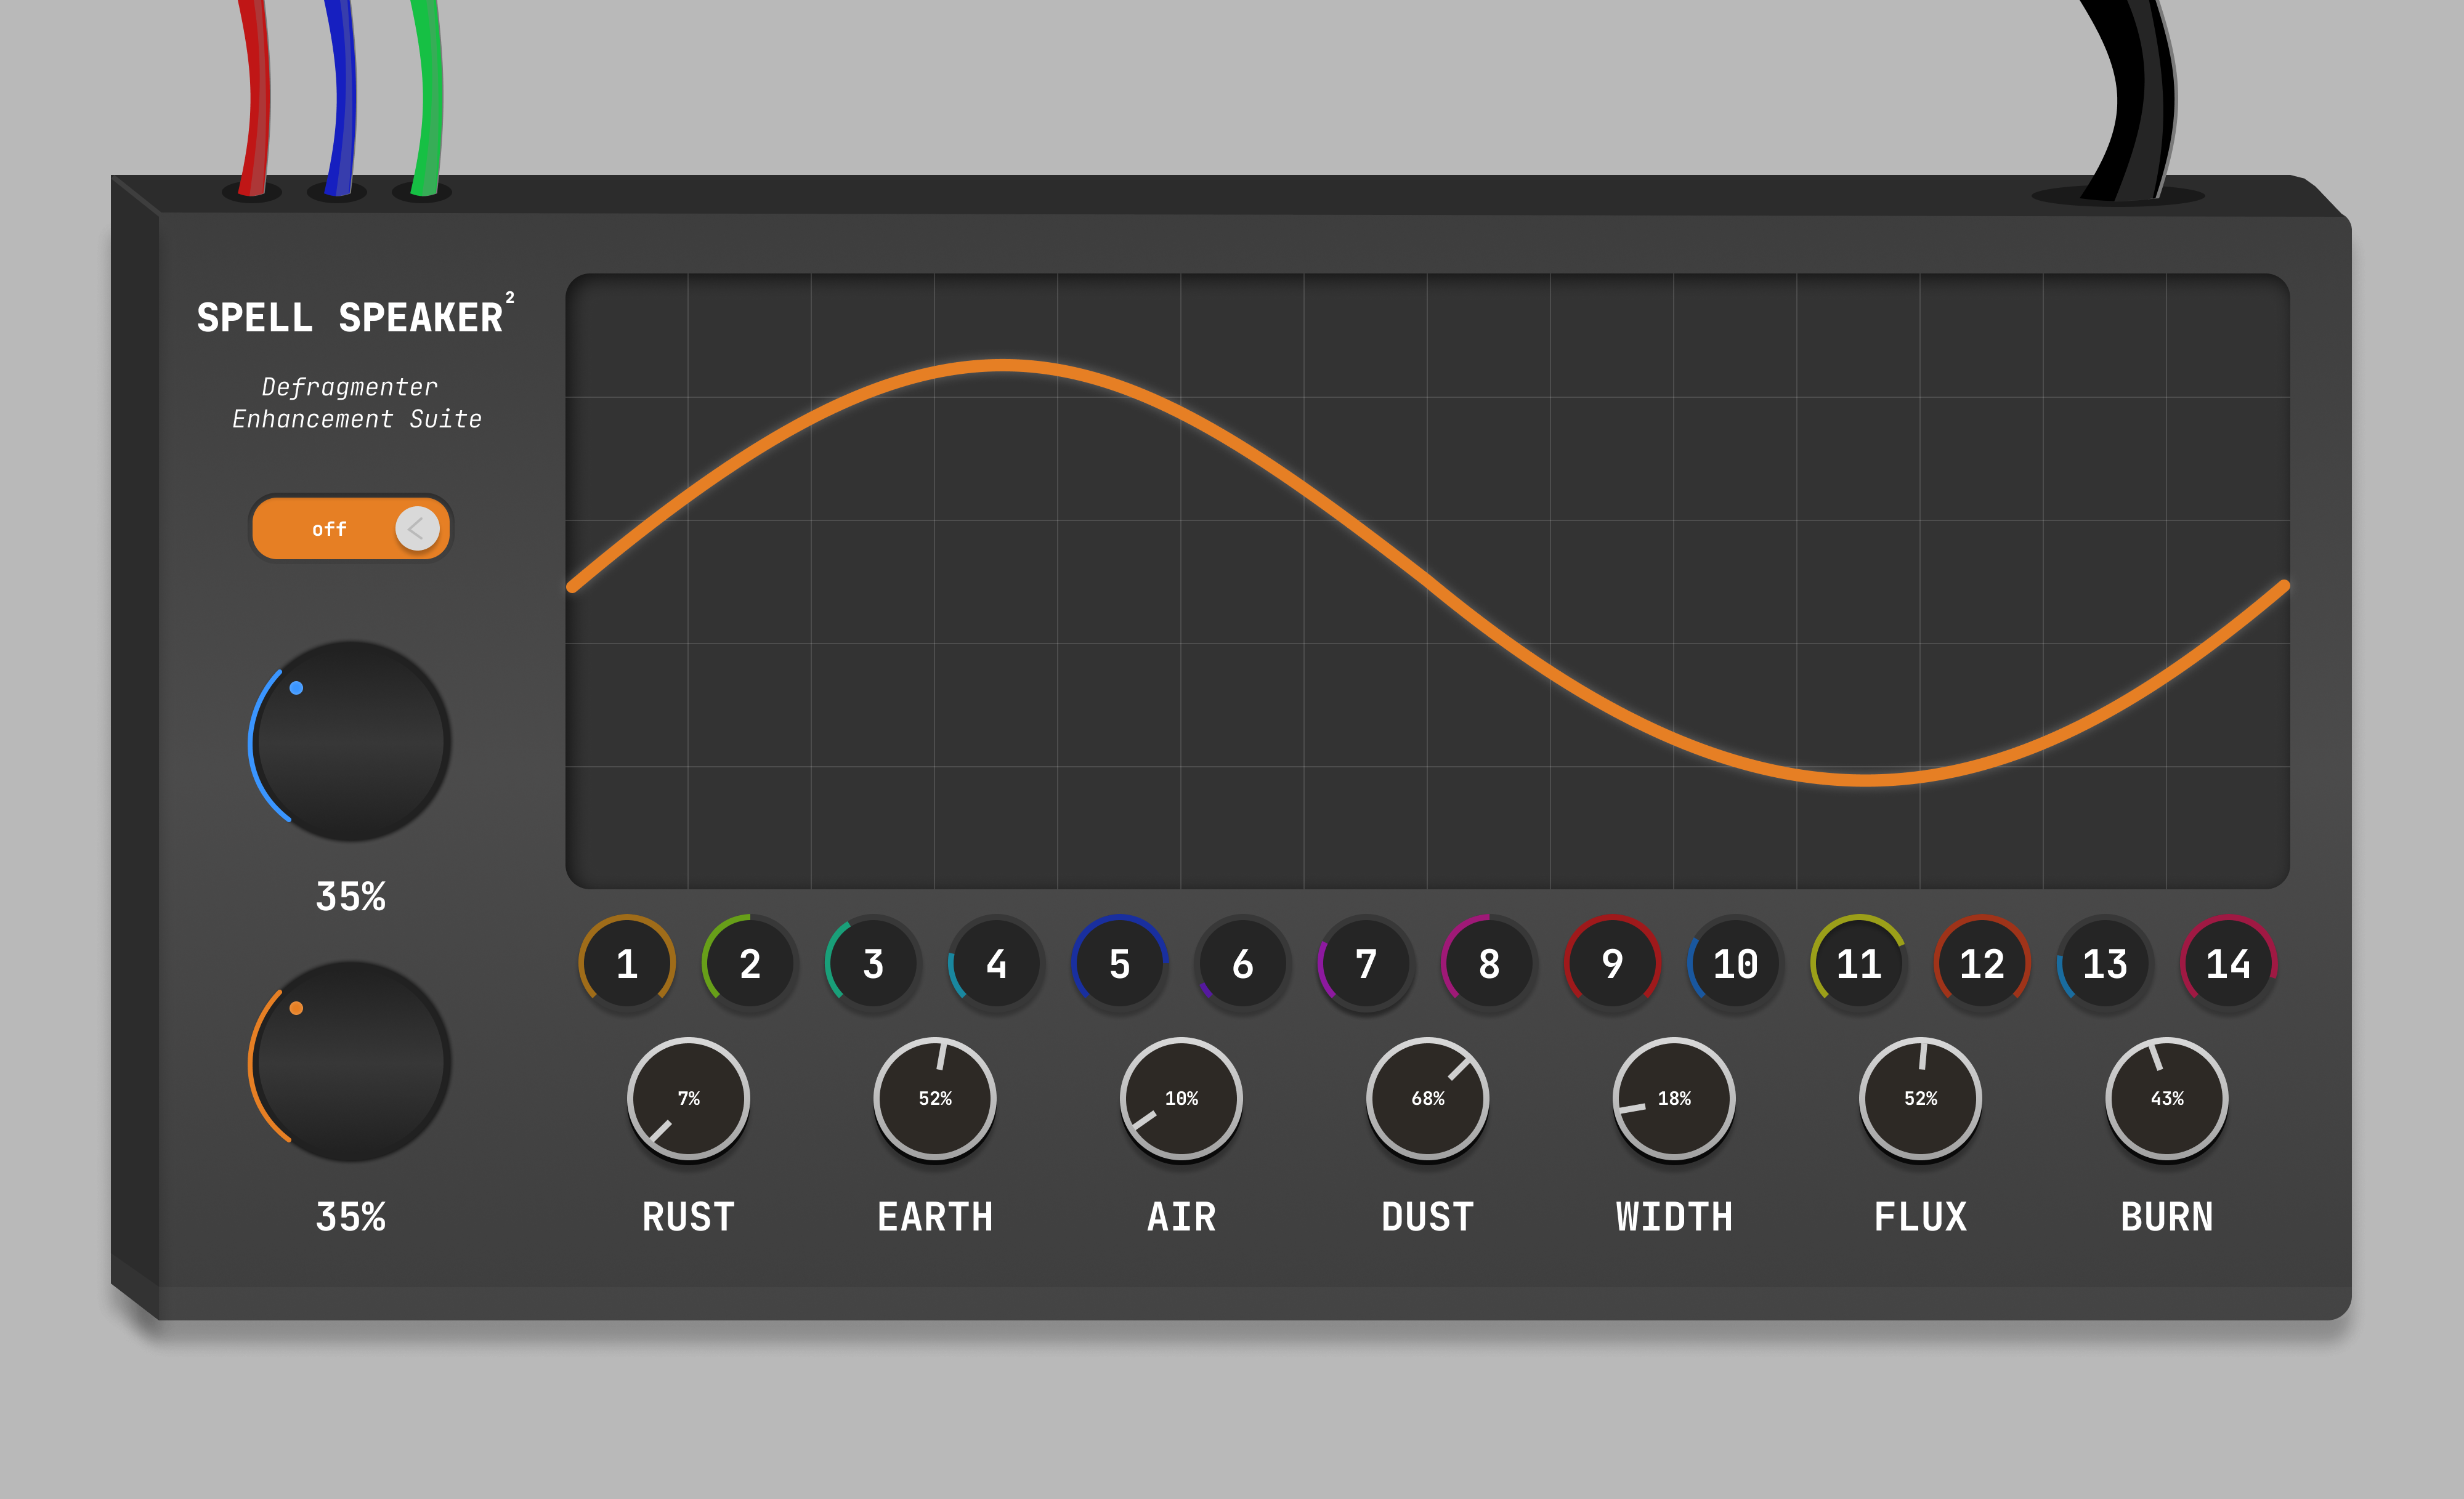 SPELL SPEAKER²
Defragmenter
Enhancement Suite
off
35%
35%
1 2 3 4 5 6 7 8 9 10 11 12 13 14
7% 52% 10% 68% 18% 52% 43%
RUST EARTH AIR DUST WIDTH FLUX BURN